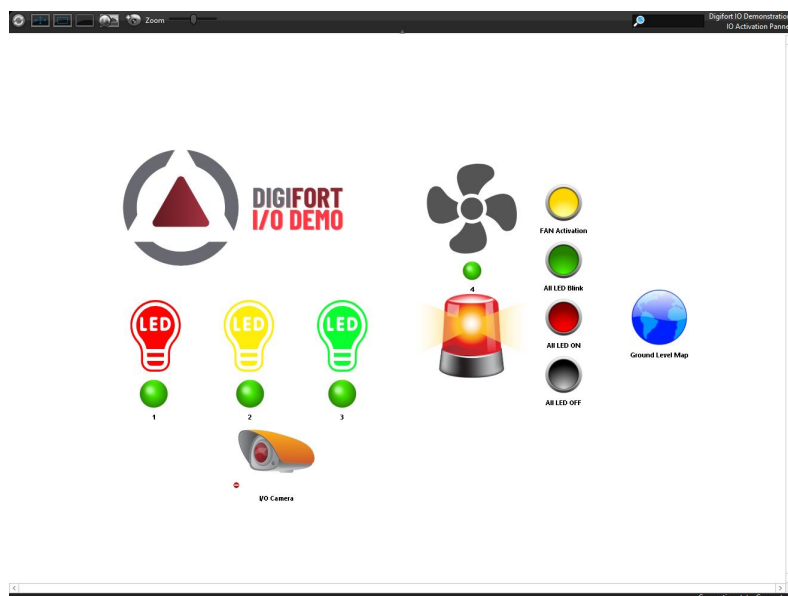 Zoom
Digifort IO Demonstration
IO Activation Panne
DIGIFORT
I/O DEMO
FAN Activation
4
All LED Blink
LED
LED
LED
All LED ON
Ground Level Map
All LED OFF
1
2
3
I/O Camera